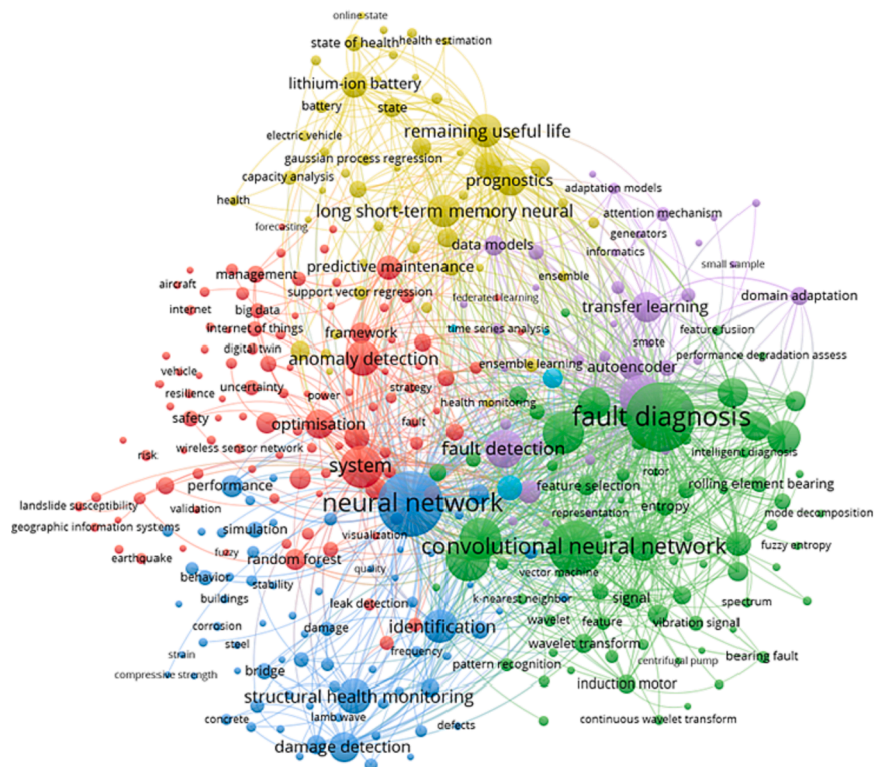 online state
state of health
health estimation
lithium-ion battery
battery
state
electric vehicle
remaining useful life
gaussian process regression
capacity analysis
prognostics
adaptation models
health
long short-term memory neural
attention mechanism
forecasting
generators
data models
informatics
small sample
predictive maintenance
management
aircraft
ensemble
support vector regression
federated learning
domain adaptation
internet
big data
transfer learning
internet of things
framework
time series analysis
feature fusion
digital twin
smote
anomaly detection
performance degradation assess
ensemble learning
autoencoder
vehicle
uncertainty
resilience
power
strategy
health monitoring
safety
optimisation
fault
fault diagnosis
wireless sensor network
fault detection
intelligent diagnosis
risk
system
rotor
performance
feature selection
rolling element bearing
landslide susceptibility
neural network
entropy
validation
representation
mode decomposition
geographic information systems
simulation
visualization
convolutional neural network
fuzzy entropy
earthquake
fuzzy
random forest
quality
vector machine
behavior
stability
buildings
leak detection
k-nearest neighbor
signal
spectrum
corrosion
damage
identification
wavelet
feature
vibration signal
steel
frequency
wavelet transform
strain
bridge
pattern recognition
centrifugal pump
bearing fault
compressive strength
structural health monitoring
induction motor
concrete
lamb wave
defects
continuous wavelet transform
damage detection